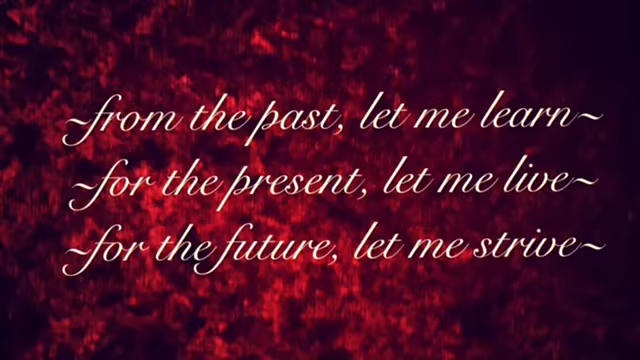 ~from the past, let me learn~
~for the present, let me live~
~for the future, let me strive~